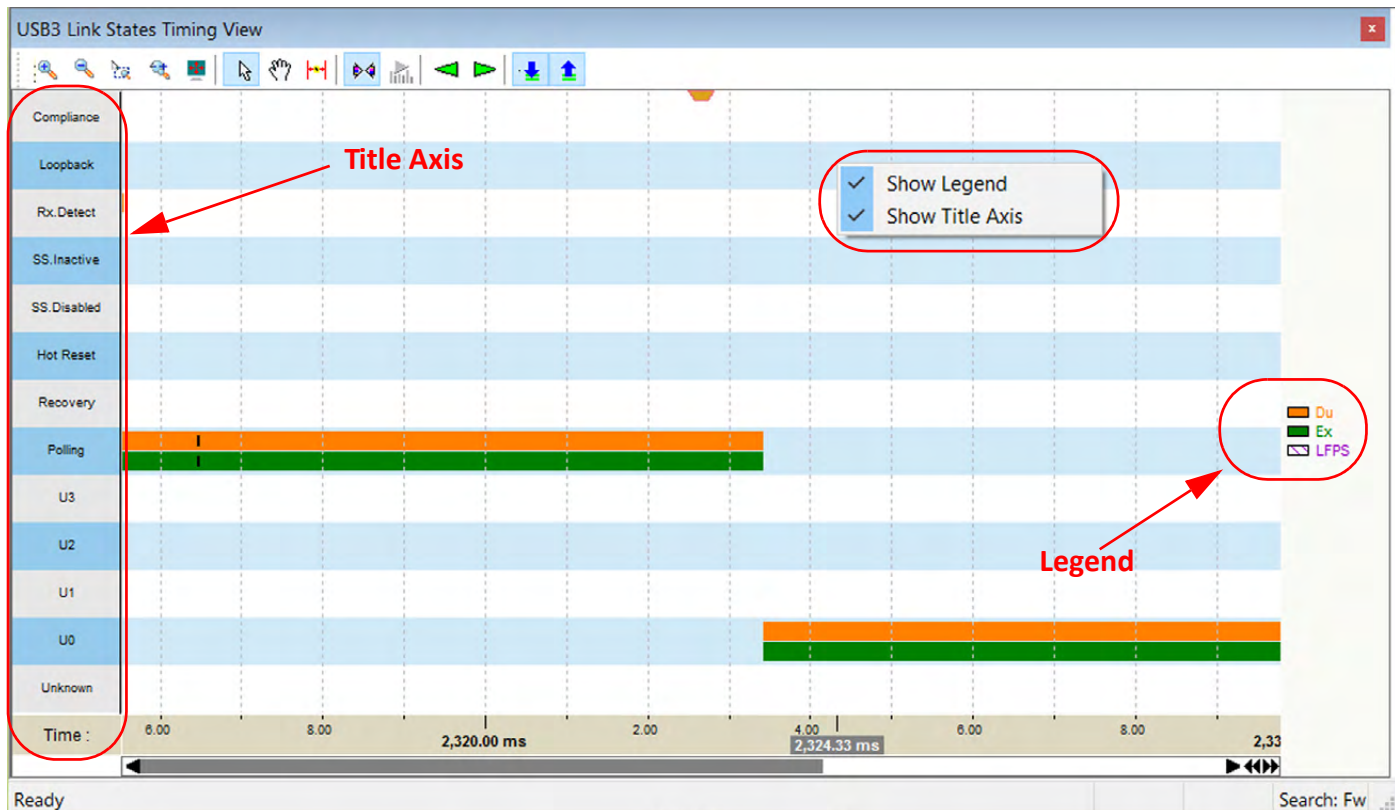 USB3 Link States Timing View
x
Compliance
Loopback
Title Axis
Show Legend
Rx.Detect
Show Title Axis
SS.Inactive
SS.Disabled
Hot Reset
Recovery
Du
Ex
LFPS
Polling
U3
U2
Legend
U1
U0
Unknown
Time :
6.00
8.00
2,320.00 ms
2.00
4.00
2,324.33 ms
6.00
8.00
2,33
Ready
Search: Fw